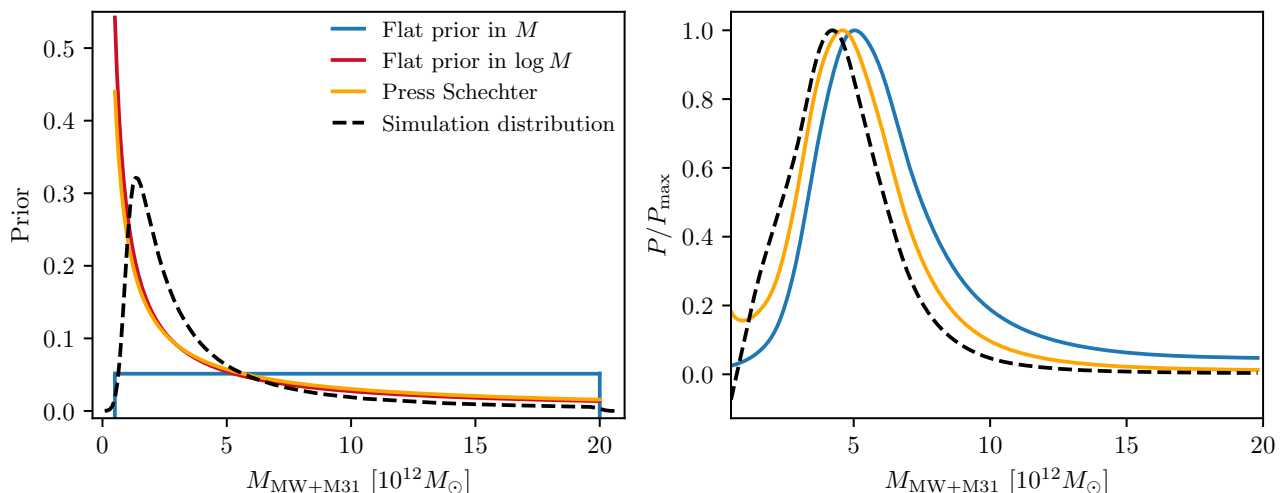 Prior
0.5
0.4
0.3
0.2
0.1
0.0
Flat prior in M
Flat prior in log M
Press Schechter
Simulation distribution
0 5 10 15 20
M_MW+M31 [10^12 M_⊙]
P/P_max
1.0
0.8
0.6
0.4
0.2
0.0
5 10 15 20
M_MW+M31 [10^12 M_⊙]